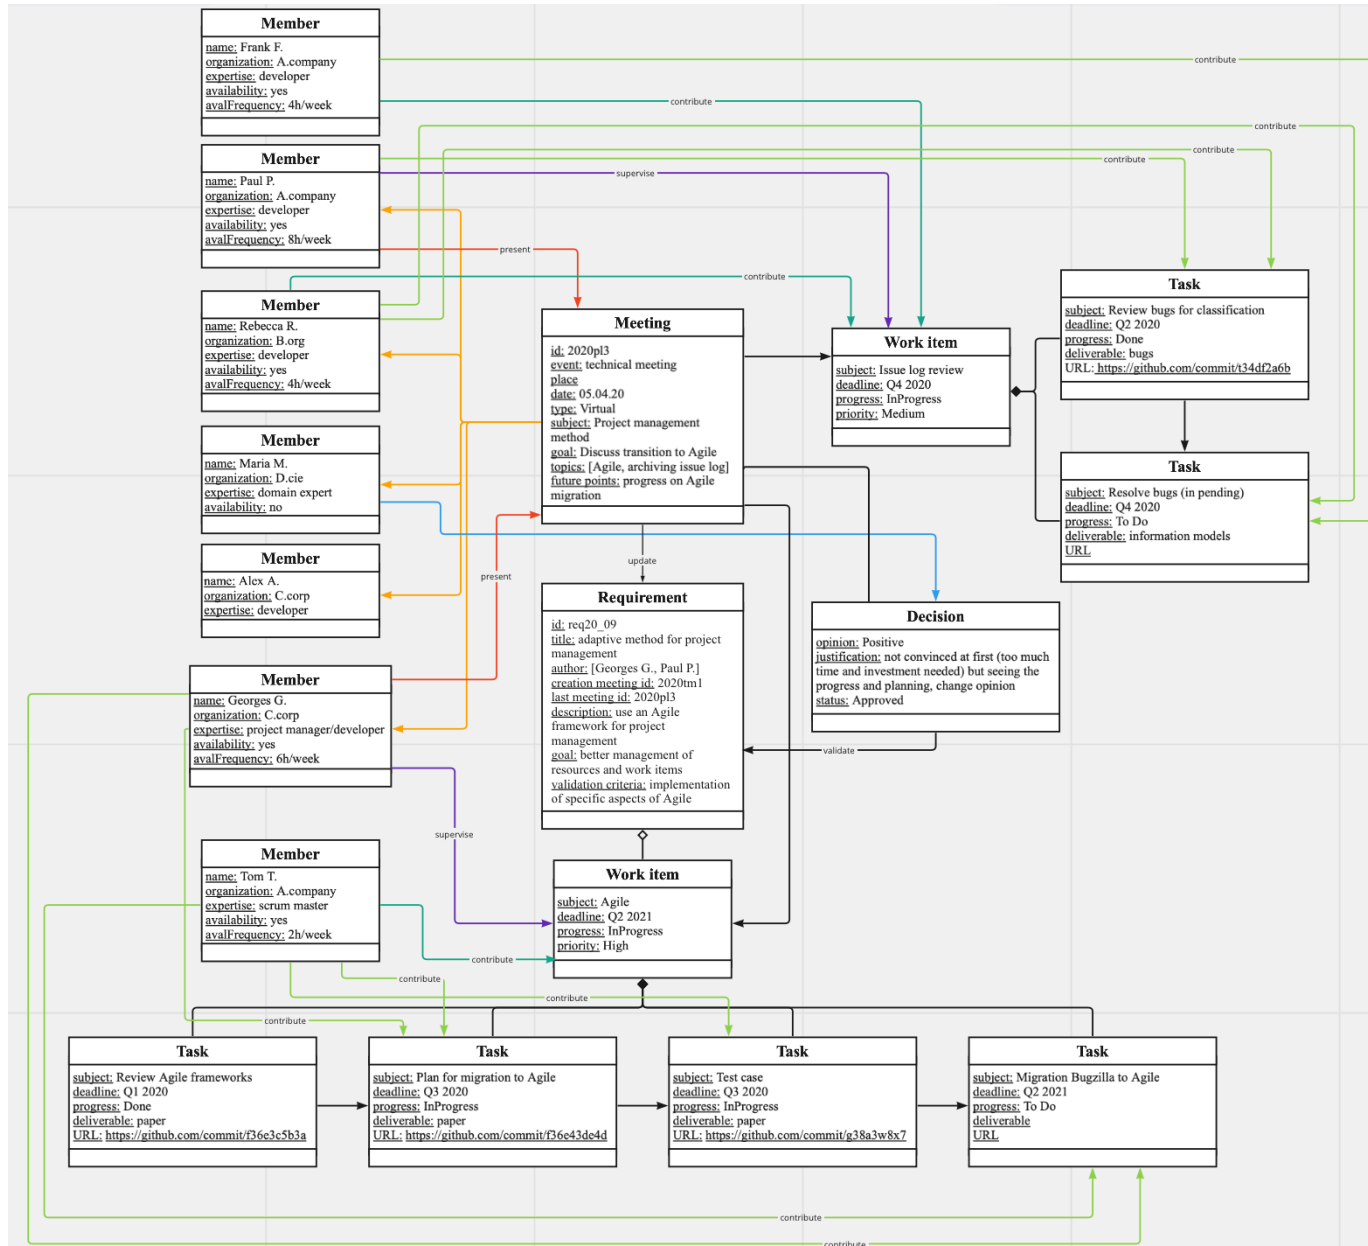 Member
name: Frank F.
organization: A.company
expertise: developer
availability: yes
avalFrequency: 4h/week
contribute
contribute
contribute
Member
name: Paul P.
organization: A.company
expertise: developer
availability: yes
avalFrequency: 8h/week
contribute
contribute
supervise
present
Member
name: Rebecca R.
organization: B.org
expertise: developer
availability: yes
avalFrequency: 4h/week
contribute
Meeting
id: 2020pl3
event: technical meeting
place
date: 05.04.20
type: Virtual
subject: Project management
method
goal: Discuss transition to Agile
topics: [Agile, archiving issue log]
future points: progress on Agile
migration
Work item
subject: Issue log review
deadline: Q4 2020
progress: InProgress
priority: Medium
Task
subject: Review bugs for classification
deadline: Q2 2020
progress: Done
deliverable: bugs
URL: https://github.com/commit/t34df2a6b
Member
name: Maria M.
organization: D.cie
expertise: domain expert
availability: no
Task
subject: Resolve bugs (in pending)
deadline: Q4 2020
progress: To Do
deliverable: information models
URL
Member
name: Alex A.
organization: C.corp
expertise: developer
present
update
Requirement
id: req20_09
title: adaptive method for project
management
author: [Georges G., Paul P.]
creation meeting id: 2020tm1
last meeting id: 2020pl3
description: use an Agile
framework for project
management
goal: better management of
resources and work items
validation criteria: implementation
of specific aspects of Agile
Decision
opinion: Positive
justification: not convinced at first (too much
time and investment needed) but seeing the
progress and planning, change opinion
status: Approved
validate
Member
name: Georges G.
organization: C.corp
expertise: project manager/developer
availability: yes
avalFrequency: 6h/week
supervise
Member
name: Tom T.
organization: A.company
expertise: scrum master
availability: yes
avalFrequency: 2h/week
Work item
subject: Agile
deadline: Q2 2021
progress: InProgress
priority: High
contribute
contribute
contribute
contribute
Task
subject: Review Agile frameworks
deadline: Q1 2020
progress: Done
deliverable: paper
URL: https://github.com/commit/f36e3c5b3a
Task
subject: Plan for migration to Agile
deadline: Q3 2020
progress: InProgress
deliverable: paper
URL: https://github.com/commit/f36e43de4d
Task
subject: Test case
deadline: Q3 2020
progress: InProgress
deliverable: paper
URL: https://github.com/commit/g38a3w8x7
Task
subject: Migration Bugzilla to Agile
deadline: Q2 2021
progress: To Do
deliverable
URL
contribute
contribute